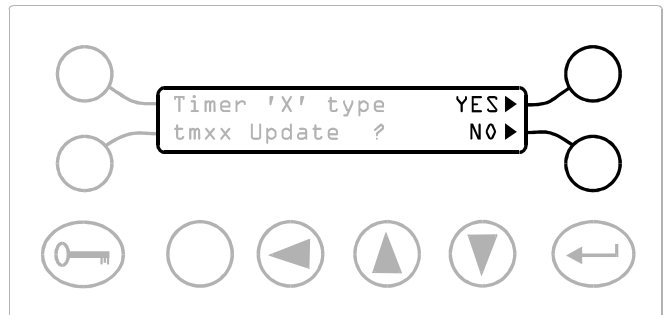 Timer 'X' type YES▶
tmxx Update ? NO▶